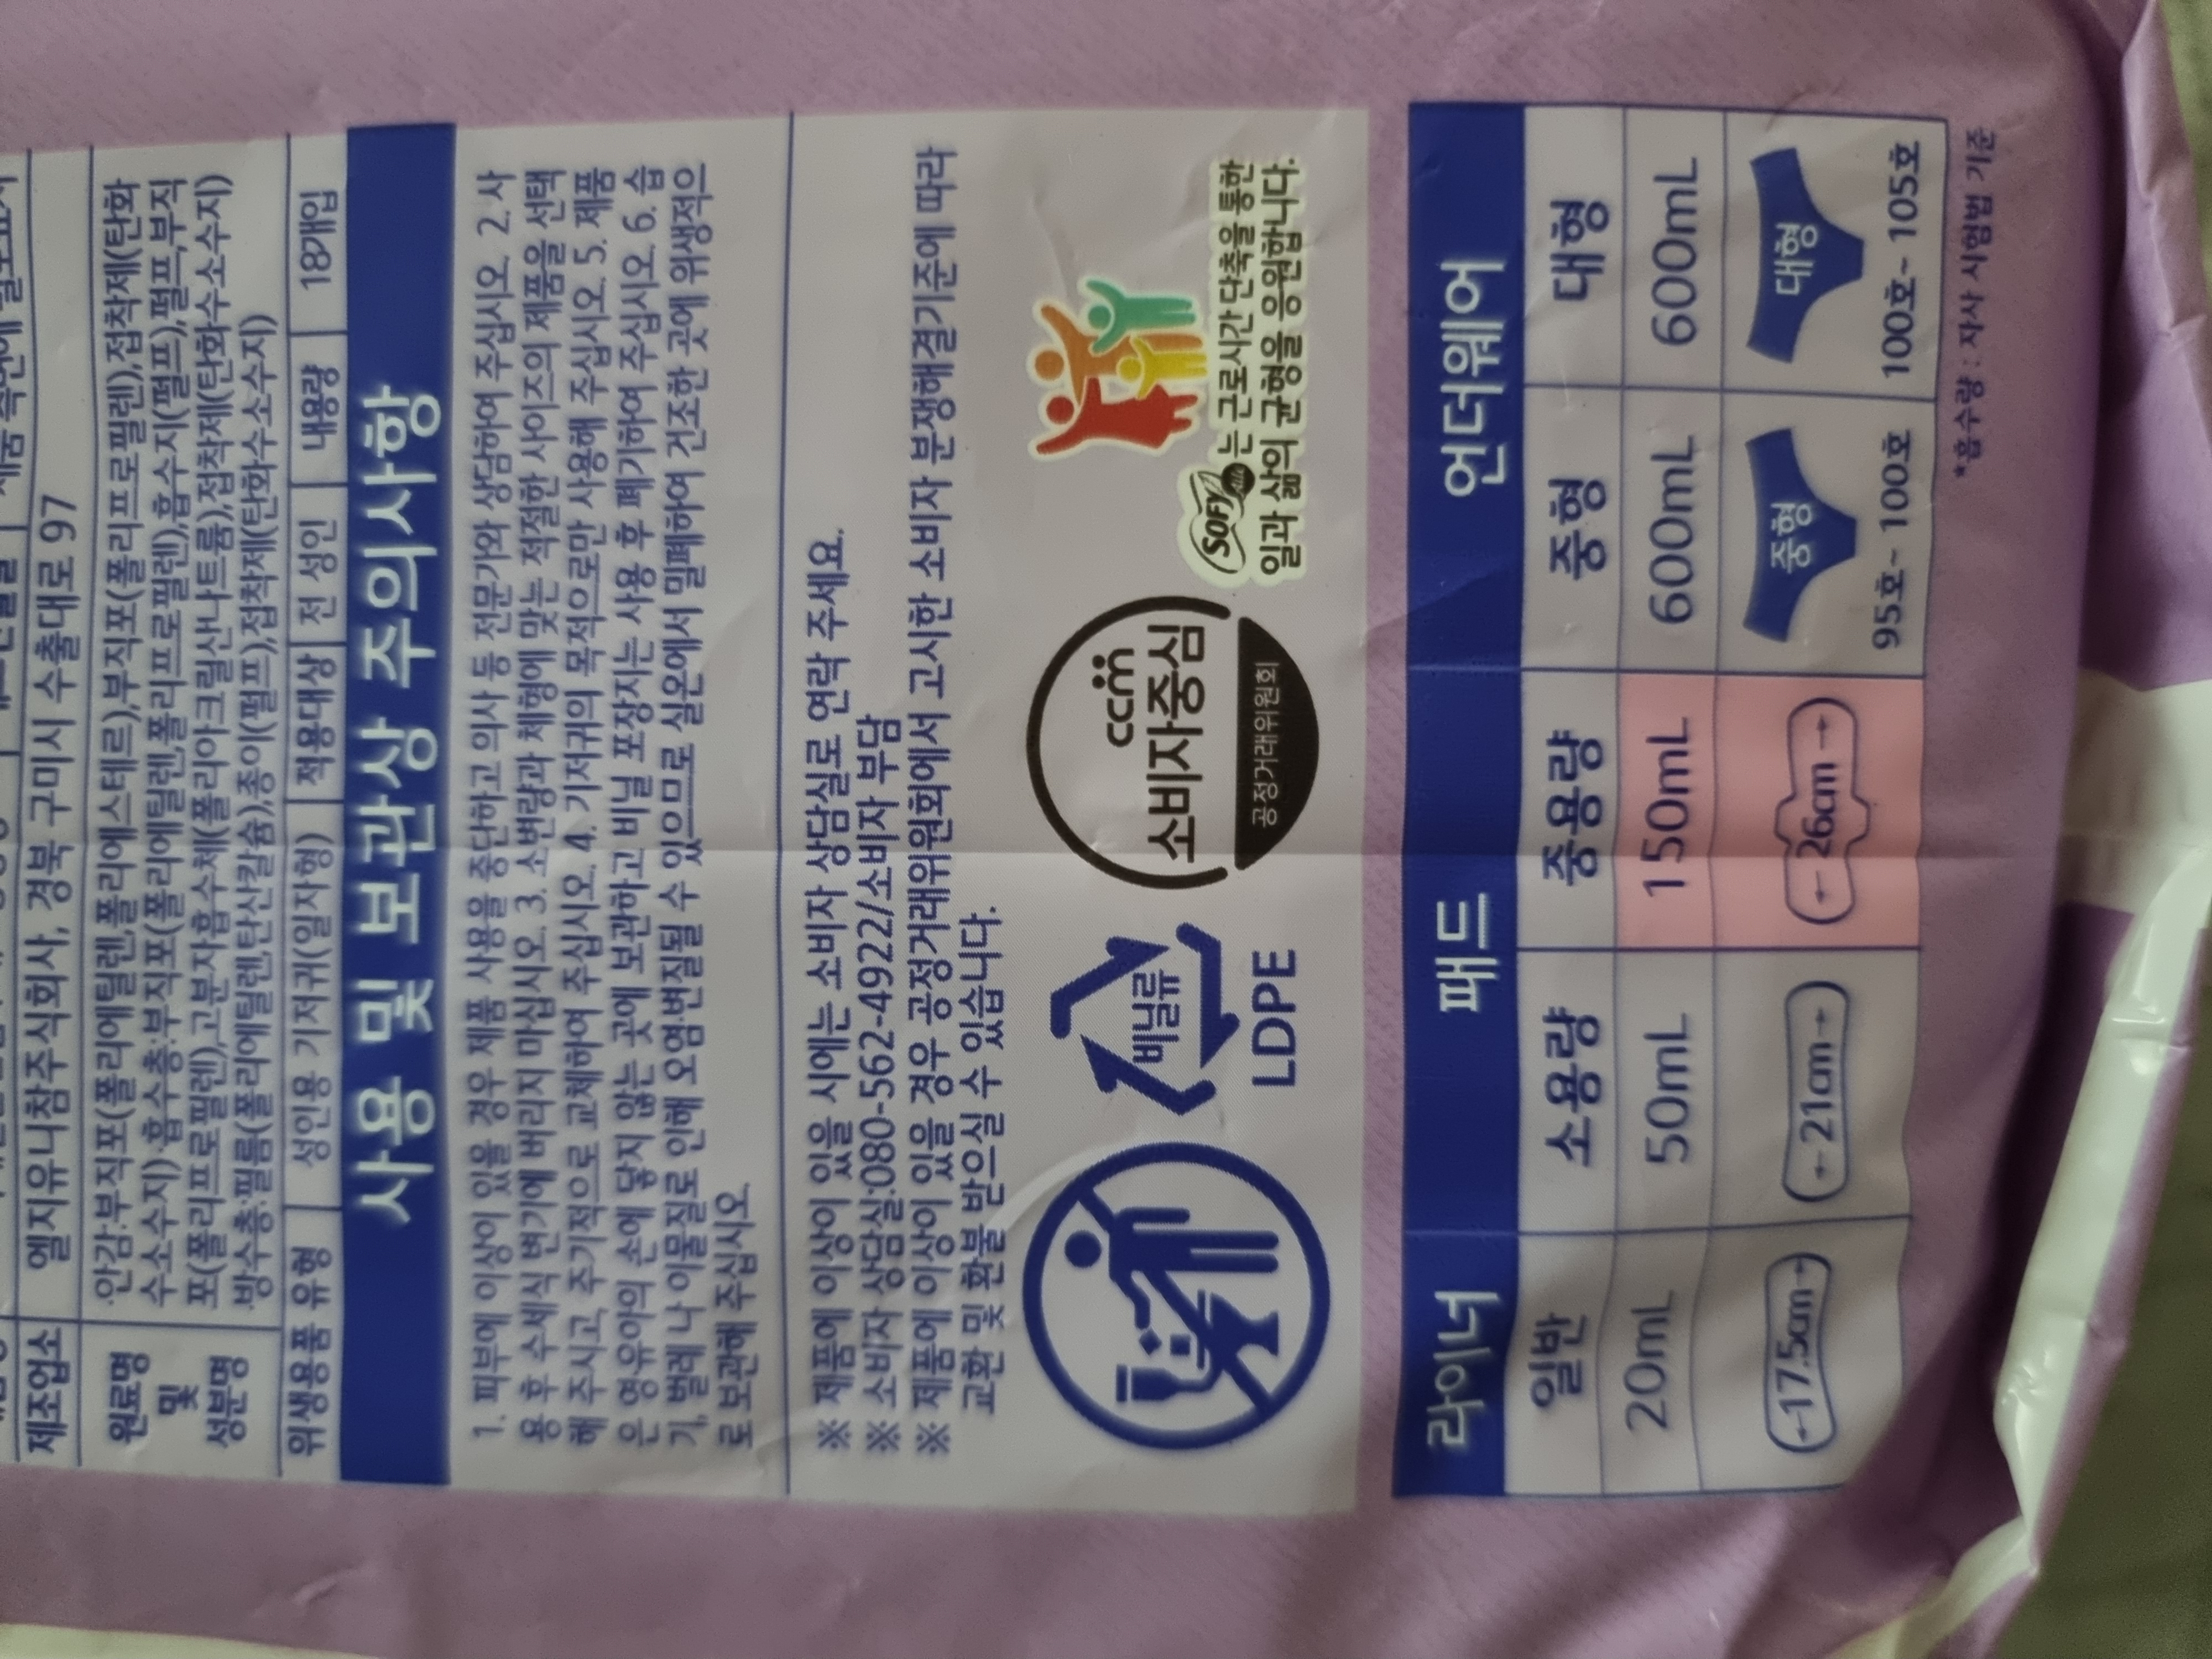 제조업소 엘지유니참주식회사, 경북 구미시 수출대로 97
원료명 및 성분명
·안감:부직포(폴리에틸렌,폴리에스테르),부직포(폴리프로필렌),접착제(탄화
수소수지)·흡수층:부직포(폴리에틸렌,폴리프로필렌),흡수지(펄프),펄프,부직
포(폴리프로필렌),고분자흡수체(폴리아크릴산나트륨),접착제(탄화수소수지)
·방수층:필름(폴리에틸렌,탄산칼슘),종이(펄프),접착제(탄화수소수지)
위생용품 유형 성인용 기저귀(일자형) 적용대상 전 성인 내용량 18개입
사용 및 보관상 주의사항
1. 피부에 이상이 있을 경우 제품 사용을 중단하고 의사 등 전문가와 상담하여 주십시오. 2. 사
용 후 수세식 변기에 버리지 마십시오. 3. 소변량과 체형에 맞는 적절한 사이즈의 제품을 선택
해 주시고, 주기적으로 교체하여 주십시오. 4. 기저귀의 목적으로만 사용해 주십시오. 5. 제품
은 영·유아의 손에 닿지 않는 곳에 보관하고 비닐 포장지는 사용 후 폐기하여 주십시오. 6. 습
기, 벌레 나 이물질로 인해 오염·변질될 수 있으므로 실온에서 밀폐하여 건조한 곳에 위생적으
로 보관해 주십시오.
※ 제품에 이상이 있을 시에는 소비자 상담실로 연락 주세요.
※ 소비자 상담실:080-562-4922/소비자 부담
※ 제품에 이상이 있을 경우 공정거래위원회에서 고시한 소비자 분쟁해결기준에 따라
교환 및 환불 받으실 수 있습니다.
비닐류
LDPE
ccm
소비자중심
공정거래위원회
SOFY는 근로시간 단축을 통한
일과 삶의 균형을 응원합니다.
라이너 패드 언더웨어
일반 소용량 중용량 중형 대형
20mL 50mL 150mL 600mL 600mL
17.5cm 21cm 26cm 중형 대형
95호~100호 100호~105호
*흡수량 : 자사 시험법 기준